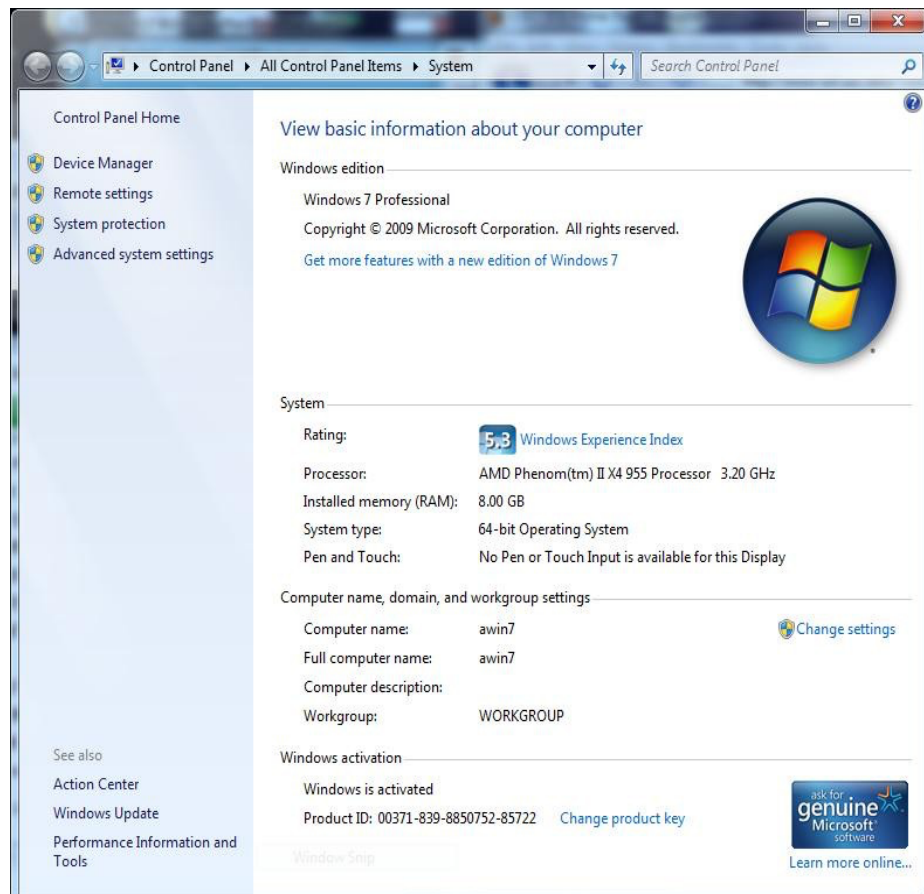 Control Panel ▸ All Control Panel Items ▸ System
Search Control Panel
Control Panel Home
Device Manager
Remote settings
System protection
Advanced system settings
See also
Action Center
Windows Update
Performance Information and
Tools
View basic information about your computer
Windows edition
Windows 7 Professional
Copyright © 2009 Microsoft Corporation. All rights reserved.
Get more features with a new edition of Windows 7
System
Rating: 5.3 Windows Experience Index
Processor: AMD Phenom(tm) II X4 955 Processor 3.20 GHz
Installed memory (RAM): 8.00 GB
System type: 64-bit Operating System
Pen and Touch: No Pen or Touch Input is available for this Display
Computer name, domain, and workgroup settings
Computer name: awin7 Change settings
Full computer name: awin7
Computer description:
Workgroup: WORKGROUP
Windows activation
Windows is activated
Product ID: 00371-839-8850752-85722 Change product key
ask for
genuine
Microsoft
software
Learn more online...
Window Snip